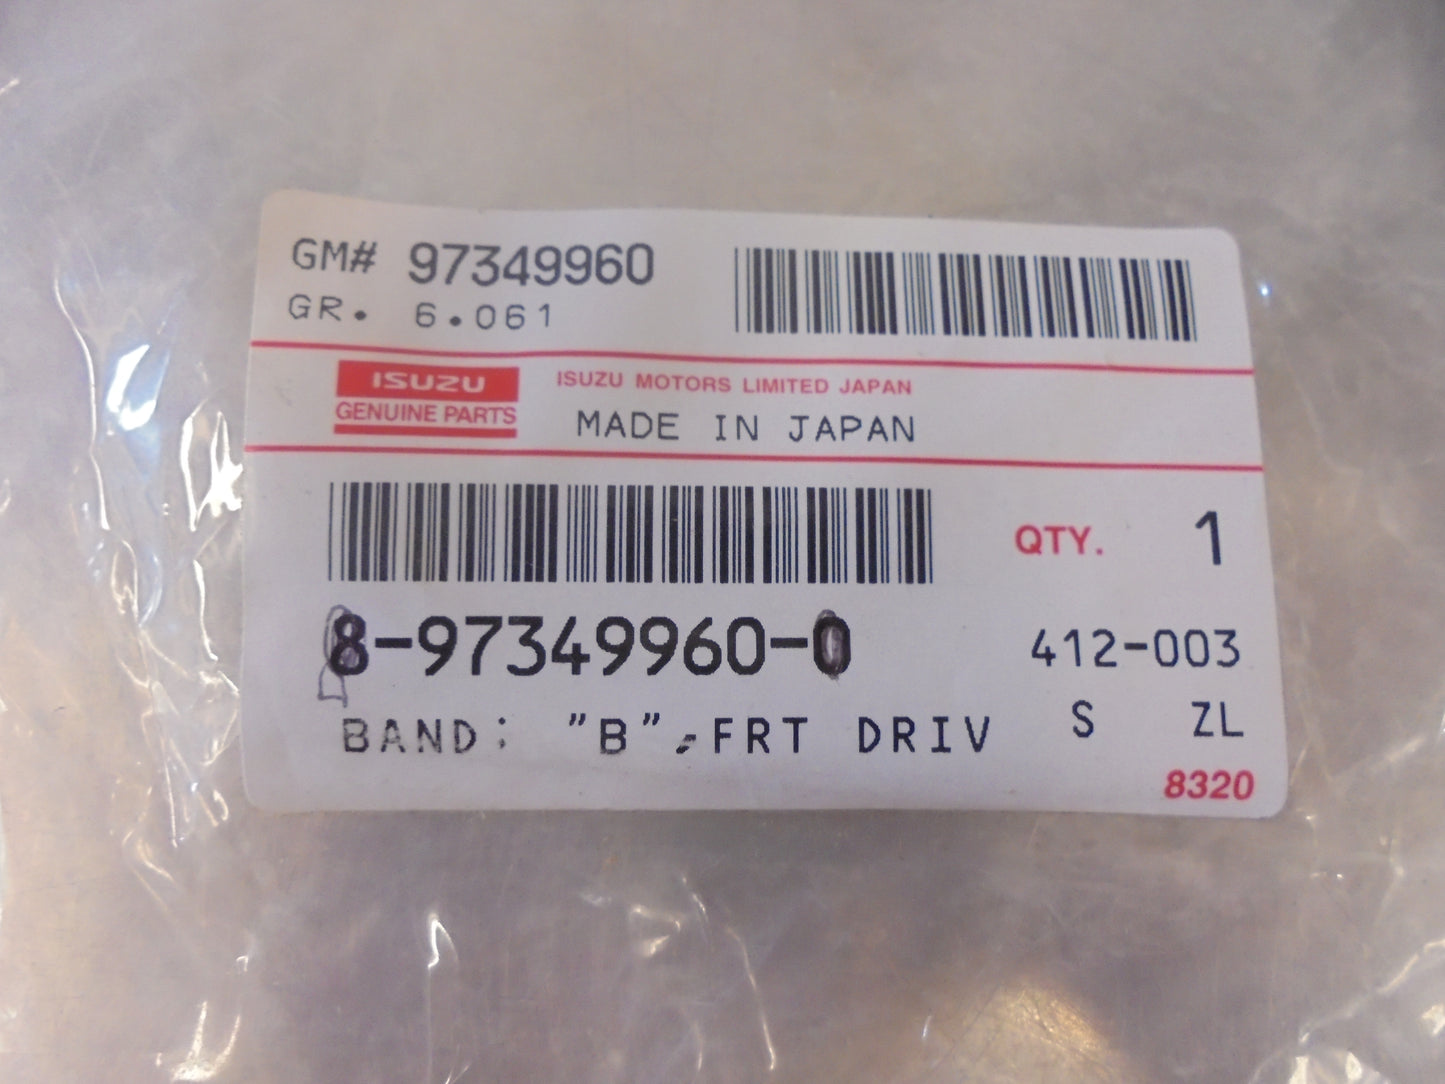 GM# 97349960
GR. 6.061
ISUZU
GENUINE PARTS
ISUZU MOTORS LIMITED JAPAN
MADE IN JAPAN
QTY. 1
8-97349960-0
412-003
BAND; "B", FRT DRIV
S ZL
8320